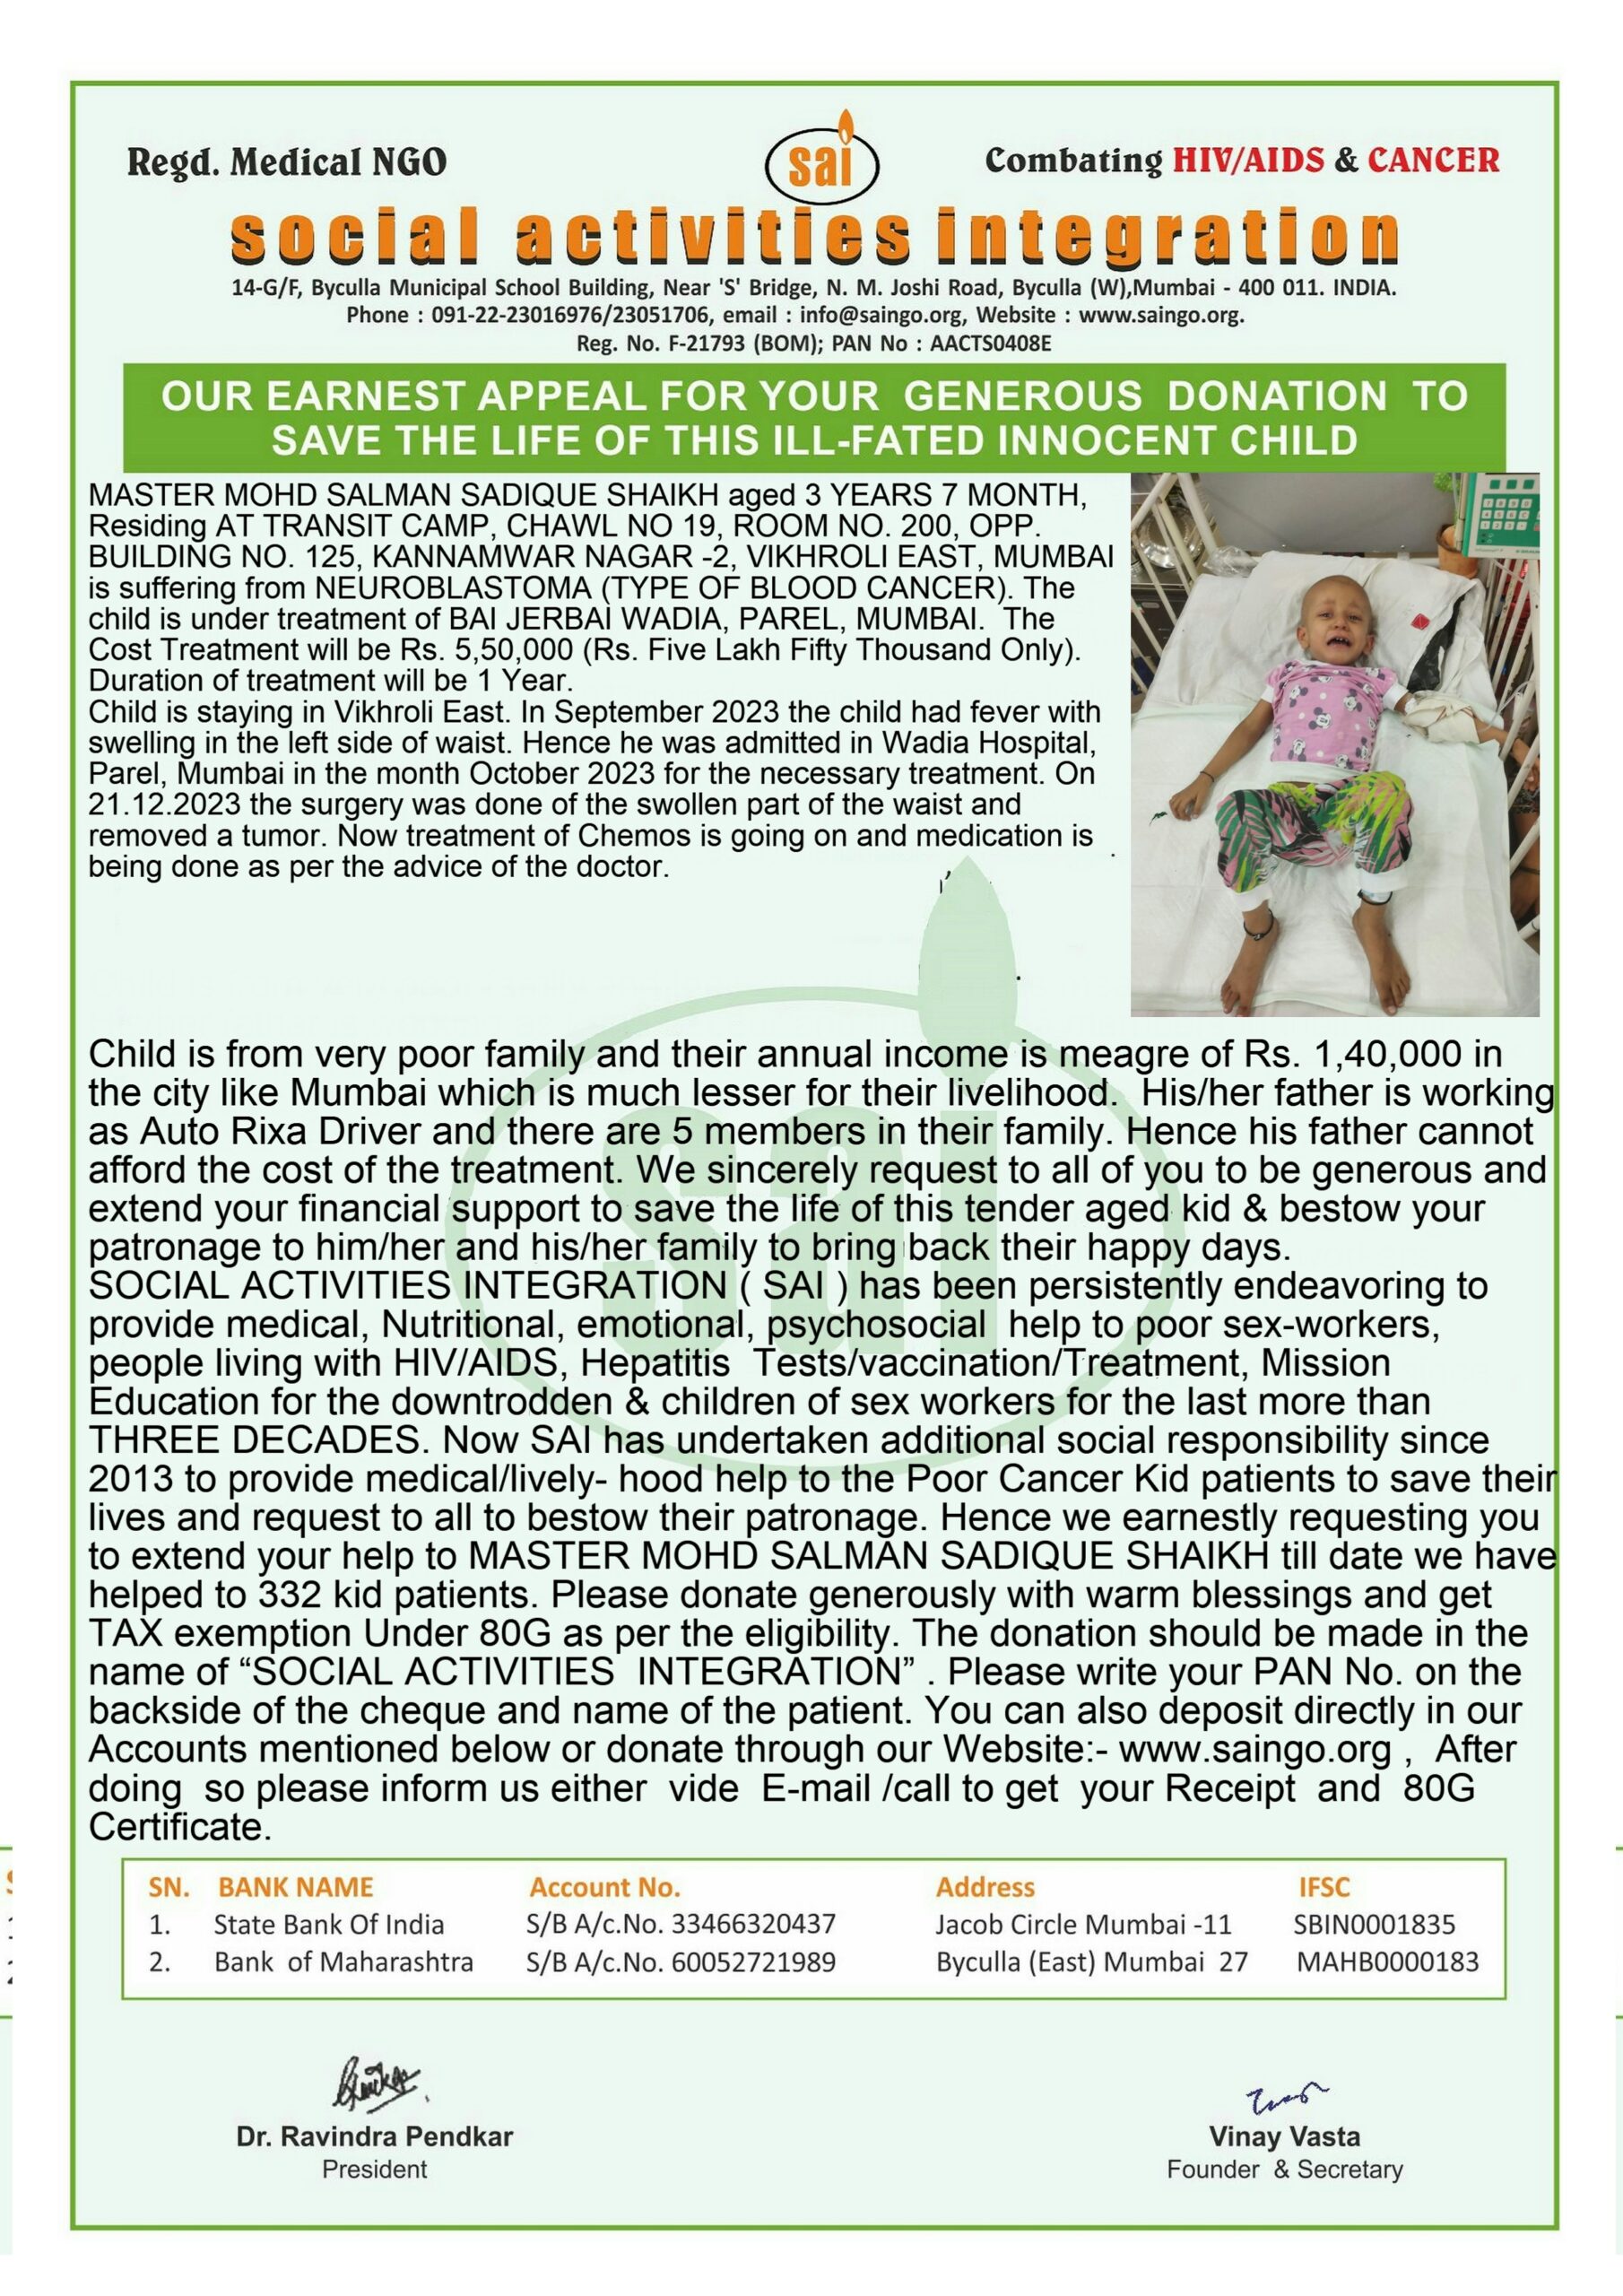 Regd. Medical NGO
sai
Combating HIV/AIDS & CANCER
social activities integration
14-G/F, Byculla Municipal School Building, Near 'S' Bridge, N. M. Joshi Road, Byculla (W),Mumbai - 400 011. INDIA.
Phone : 091-22-23016976/23051706, email : info@saingo.org, Website : www.saingo.org.
Reg. No. F-21793 (BOM); PAN No : AACTS0408E
OUR EARNEST APPEAL FOR YOUR GENEROUS DONATION TO
SAVE THE LIFE OF THIS ILL-FATED INNOCENT CHILD
MASTER MOHD SALMAN SADIQUE SHAIKH aged 3 YEARS 7 MONTH,
Residing AT TRANSIT CAMP, CHAWL NO 19, ROOM NO. 200, OPP.
BUILDING NO. 125, KANNAMWAR NAGAR -2, VIKHROLI EAST, MUMBAI
is suffering from NEUROBLASTOMA (TYPE OF BLOOD CANCER). The
child is under treatment of BAI JERBAI WADIA, PAREL, MUMBAI. The
Cost Treatment will be Rs. 5,50,000 (Rs. Five Lakh Fifty Thousand Only).
Duration of treatment will be 1 Year.
Child is staying in Vikhroli East. In September 2023 the child had fever with
swelling in the left side of waist. Hence he was admitted in Wadia Hospital,
Parel, Mumbai in the month October 2023 for the necessary treatment. On
21.12.2023 the surgery was done of the swollen part of the waist and
removed a tumor. Now treatment of Chemos is going on and medication is
being done as per the advice of the doctor.
sai
Child is from very poor family and their annual income is meagre of Rs. 1,40,000 in
the city like Mumbai which is much lesser for their livelihood. His/her father is working
as Auto Rixa Driver and there are 5 members in their family. Hence his father cannot
afford the cost of the treatment. We sincerely request to all of you to be generous and
extend your financial support to save the life of this tender aged kid & bestow your
patronage to him/her and his/her family to bring back their happy days.
SOCIAL ACTIVITIES INTEGRATION ( SAI ) has been persistently endeavoring to
provide medical, Nutritional, emotional, psychosocial help to poor sex-workers,
people living with HIV/AIDS, Hepatitis Tests/vaccination/Treatment, Mission
Education for the downtrodden & children of sex workers for the last more than
THREE DECADES. Now SAI has undertaken additional social responsibility since
2013 to provide medical/lively- hood help to the Poor Cancer Kid patients to save their
lives and request to all to bestow their patronage. Hence we earnestly requesting you
to extend your help to MASTER MOHD SALMAN SADIQUE SHAIKH till date we have
helped to 332 kid patients. Please donate generously with warm blessings and get
TAX exemption Under 80G as per the eligibility. The donation should be made in the
name of “SOCIAL ACTIVITIES INTEGRATION” . Please write your PAN No. on the
backside of the cheque and name of the patient. You can also deposit directly in our
Accounts mentioned below or donate through our Website:- www.saingo.org , After
doing so please inform us either vide E-mail /call to get your Receipt and 80G
Certificate.
SN. BANK NAME Account No. Address IFSC
1. State Bank Of India S/B A/c.No. 33466320437 Jacob Circle Mumbai -11 SBIN0001835
2. Bank of Maharashtra S/B A/c.No. 60052721989 Byculla (East) Mumbai 27 MAHB0000183
Dr. Ravindra Pendkar
President
Vinay Vasta
Founder & Secretary